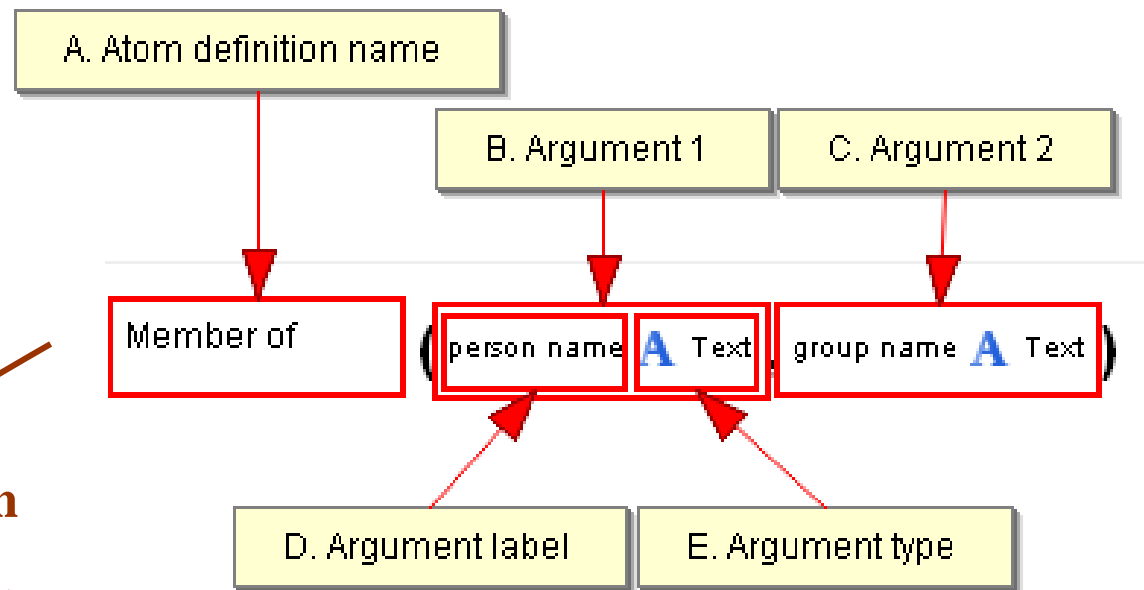 A. Atom definition name
B. Argument 1 C. Argument 2
Member of (person name A Text, group name A Text)
D. Argument label E. Argument type